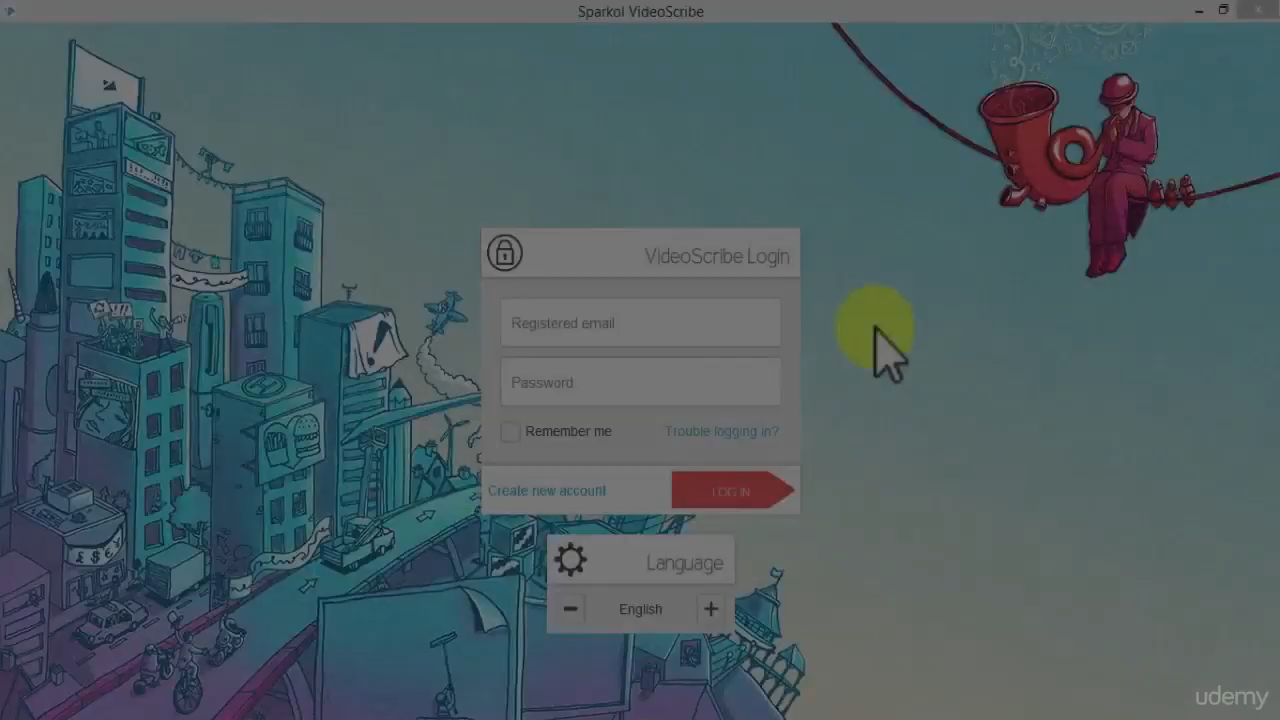 Sparkol VideoScribe
VideoScribe Login
Registered email
Password
Remember me
Trouble logging in?
Create new account
LOG IN
Language
English
£ $ € ¥
udemy